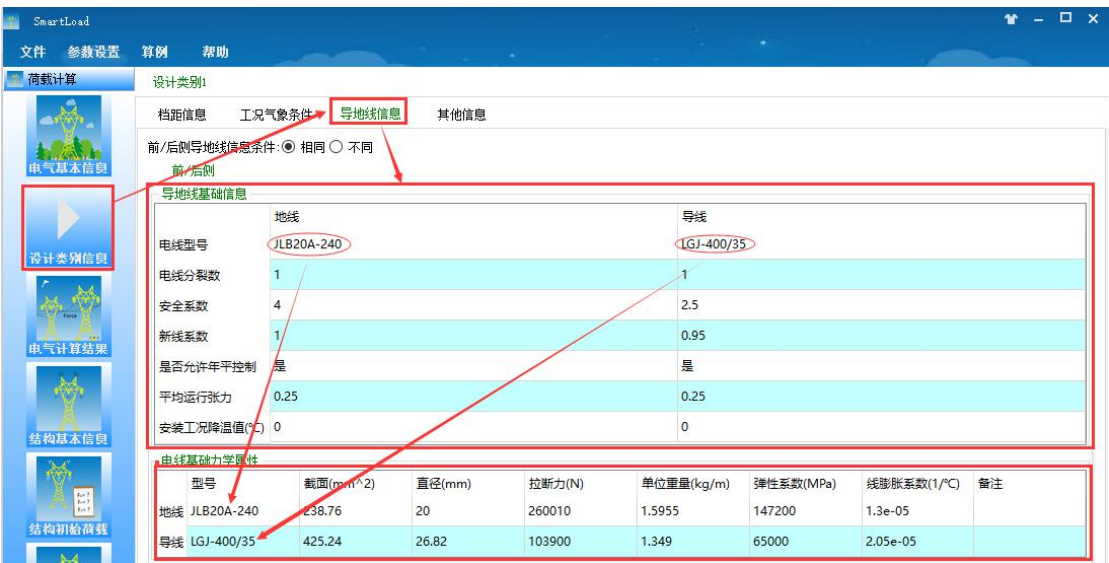 SmartLoad
文件 参数设置 算例 帮助
荷载计算
设计类别1
档距信息 工况气象条件 导地线信息 其他信息
前/后侧导地线信息条件: 相同 不同
电气基本信息
前/后侧
导地线基础信息
地线 导线
电线型号 JLB20A-240 LGJ-400/35
设计类别信息
电线分裂数 1 1
安全系数 4 2.5
新线系数 1 0.95
电气计算结果
是否允许年平控制 是 是
平均运行张力 0.25 0.25
安装工况降温值(℃) 0 0
结构基本信息
电线基础力学属性
型号 截面(mm^2) 直径(mm) 拉断力(N) 单位重量(kg/m) 弹性系数(MPa) 线膨胀系数(1/℃) 备注
地线 JLB20A-240 238.76 20 260010 1.5955 147200 1.3e-05
结构初始荷载
导线 LGJ-400/35 425.24 26.82 103900 1.349 65000 2.05e-05